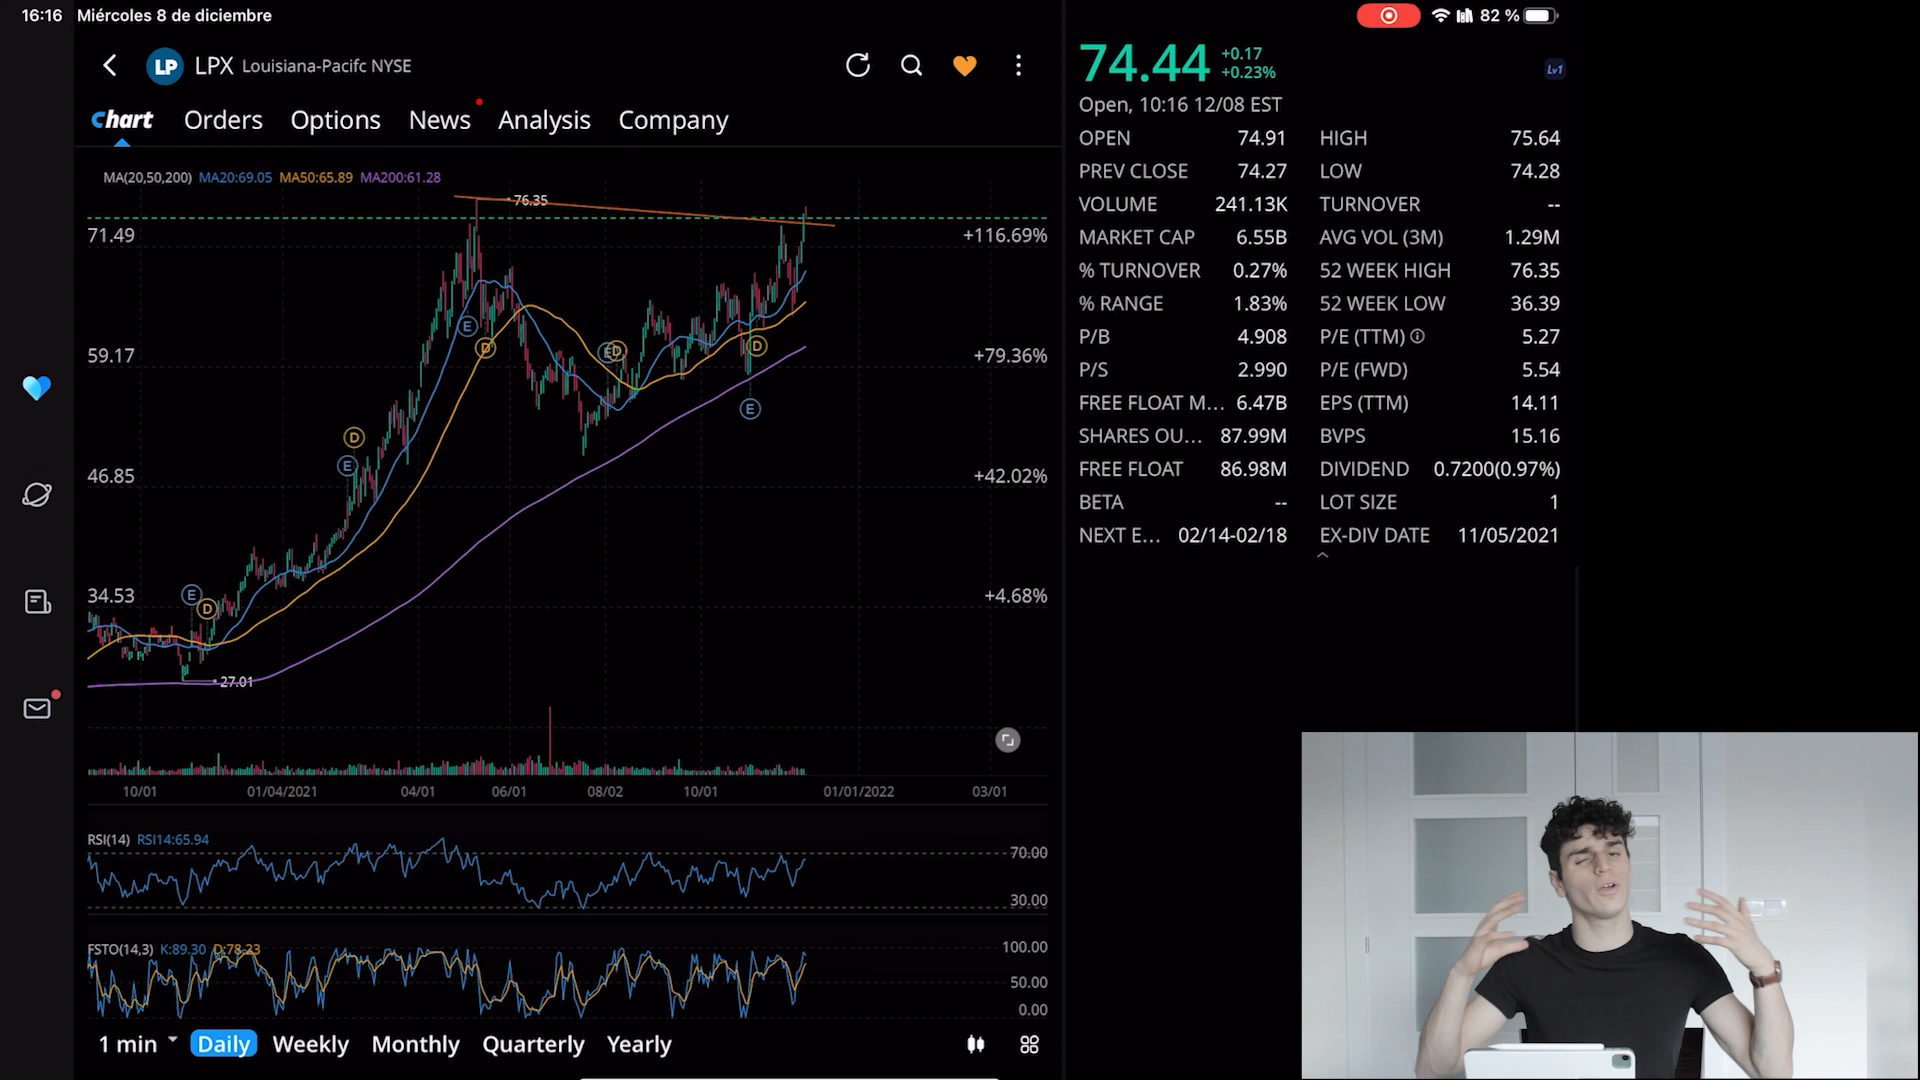 16:16 Miércoles 8 de diciembre
82 %
LP LPX Louisiana-Pacifc NYSE
Chart Orders Options News Analysis Company
MA(20,50,200) MA20:69.05 MA50:65.89 MA200:61.28
76.35
71.49 +116.69%
59.17 +79.36%
46.85 +42.02%
34.53 +4.68%
27.01
E D E D E D E D E D
10/01 01/04/2021 04/01 06/01 08/02 10/01 01/01/2022 03/01
RSI(14) RSI14:65.94
70.00
30.00
FSTO(14,3) K:89.30 D:78.23
100.00
50.00
0.00
1 min Daily Weekly Monthly Quarterly Yearly
74.44 +0.17
+0.23%
Lv1
Open, 10:16 12/08 EST
OPEN 74.91 HIGH 75.64
PREV CLOSE 74.27 LOW 74.28
VOLUME 241.13K TURNOVER --
MARKET CAP 6.55B AVG VOL (3M) 1.29M
% TURNOVER 0.27% 52 WEEK HIGH 76.35
% RANGE 1.83% 52 WEEK LOW 36.39
P/B 4.908 P/E (TTM) 5.27
P/S 2.990 P/E (FWD) 5.54
FREE FLOAT M... 6.47B EPS (TTM) 14.11
SHARES OU... 87.99M BVPS 15.16
FREE FLOAT 86.98M DIVIDEND 0.7200(0.97%)
BETA -- LOT SIZE 1
NEXT E... 02/14-02/18 EX-DIV DATE 11/05/2021